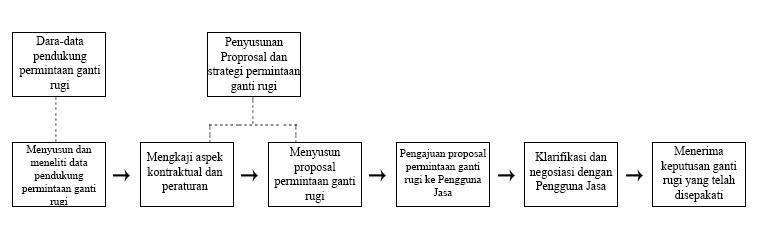 Dara-data
pendukung
permintaan ganti
rugi
Penyusunan
Proprosal dan
strategi permintaan
ganti rugi
Menyusun dan
meneliti data
pendukung
permintaan ganti
rugi
Mengkaji aspek
kontraktual dan
peraturan
Menyusun
proposal
permintaan ganti
rugi
Pengajuan proposal
permintaan ganti
rugi ke Pengguna
Jasa
Klarifikasi dan
negosiasi dengan
Pengguna Jasa
Menerima
keputusan ganti
rugi yang telah
disepakati